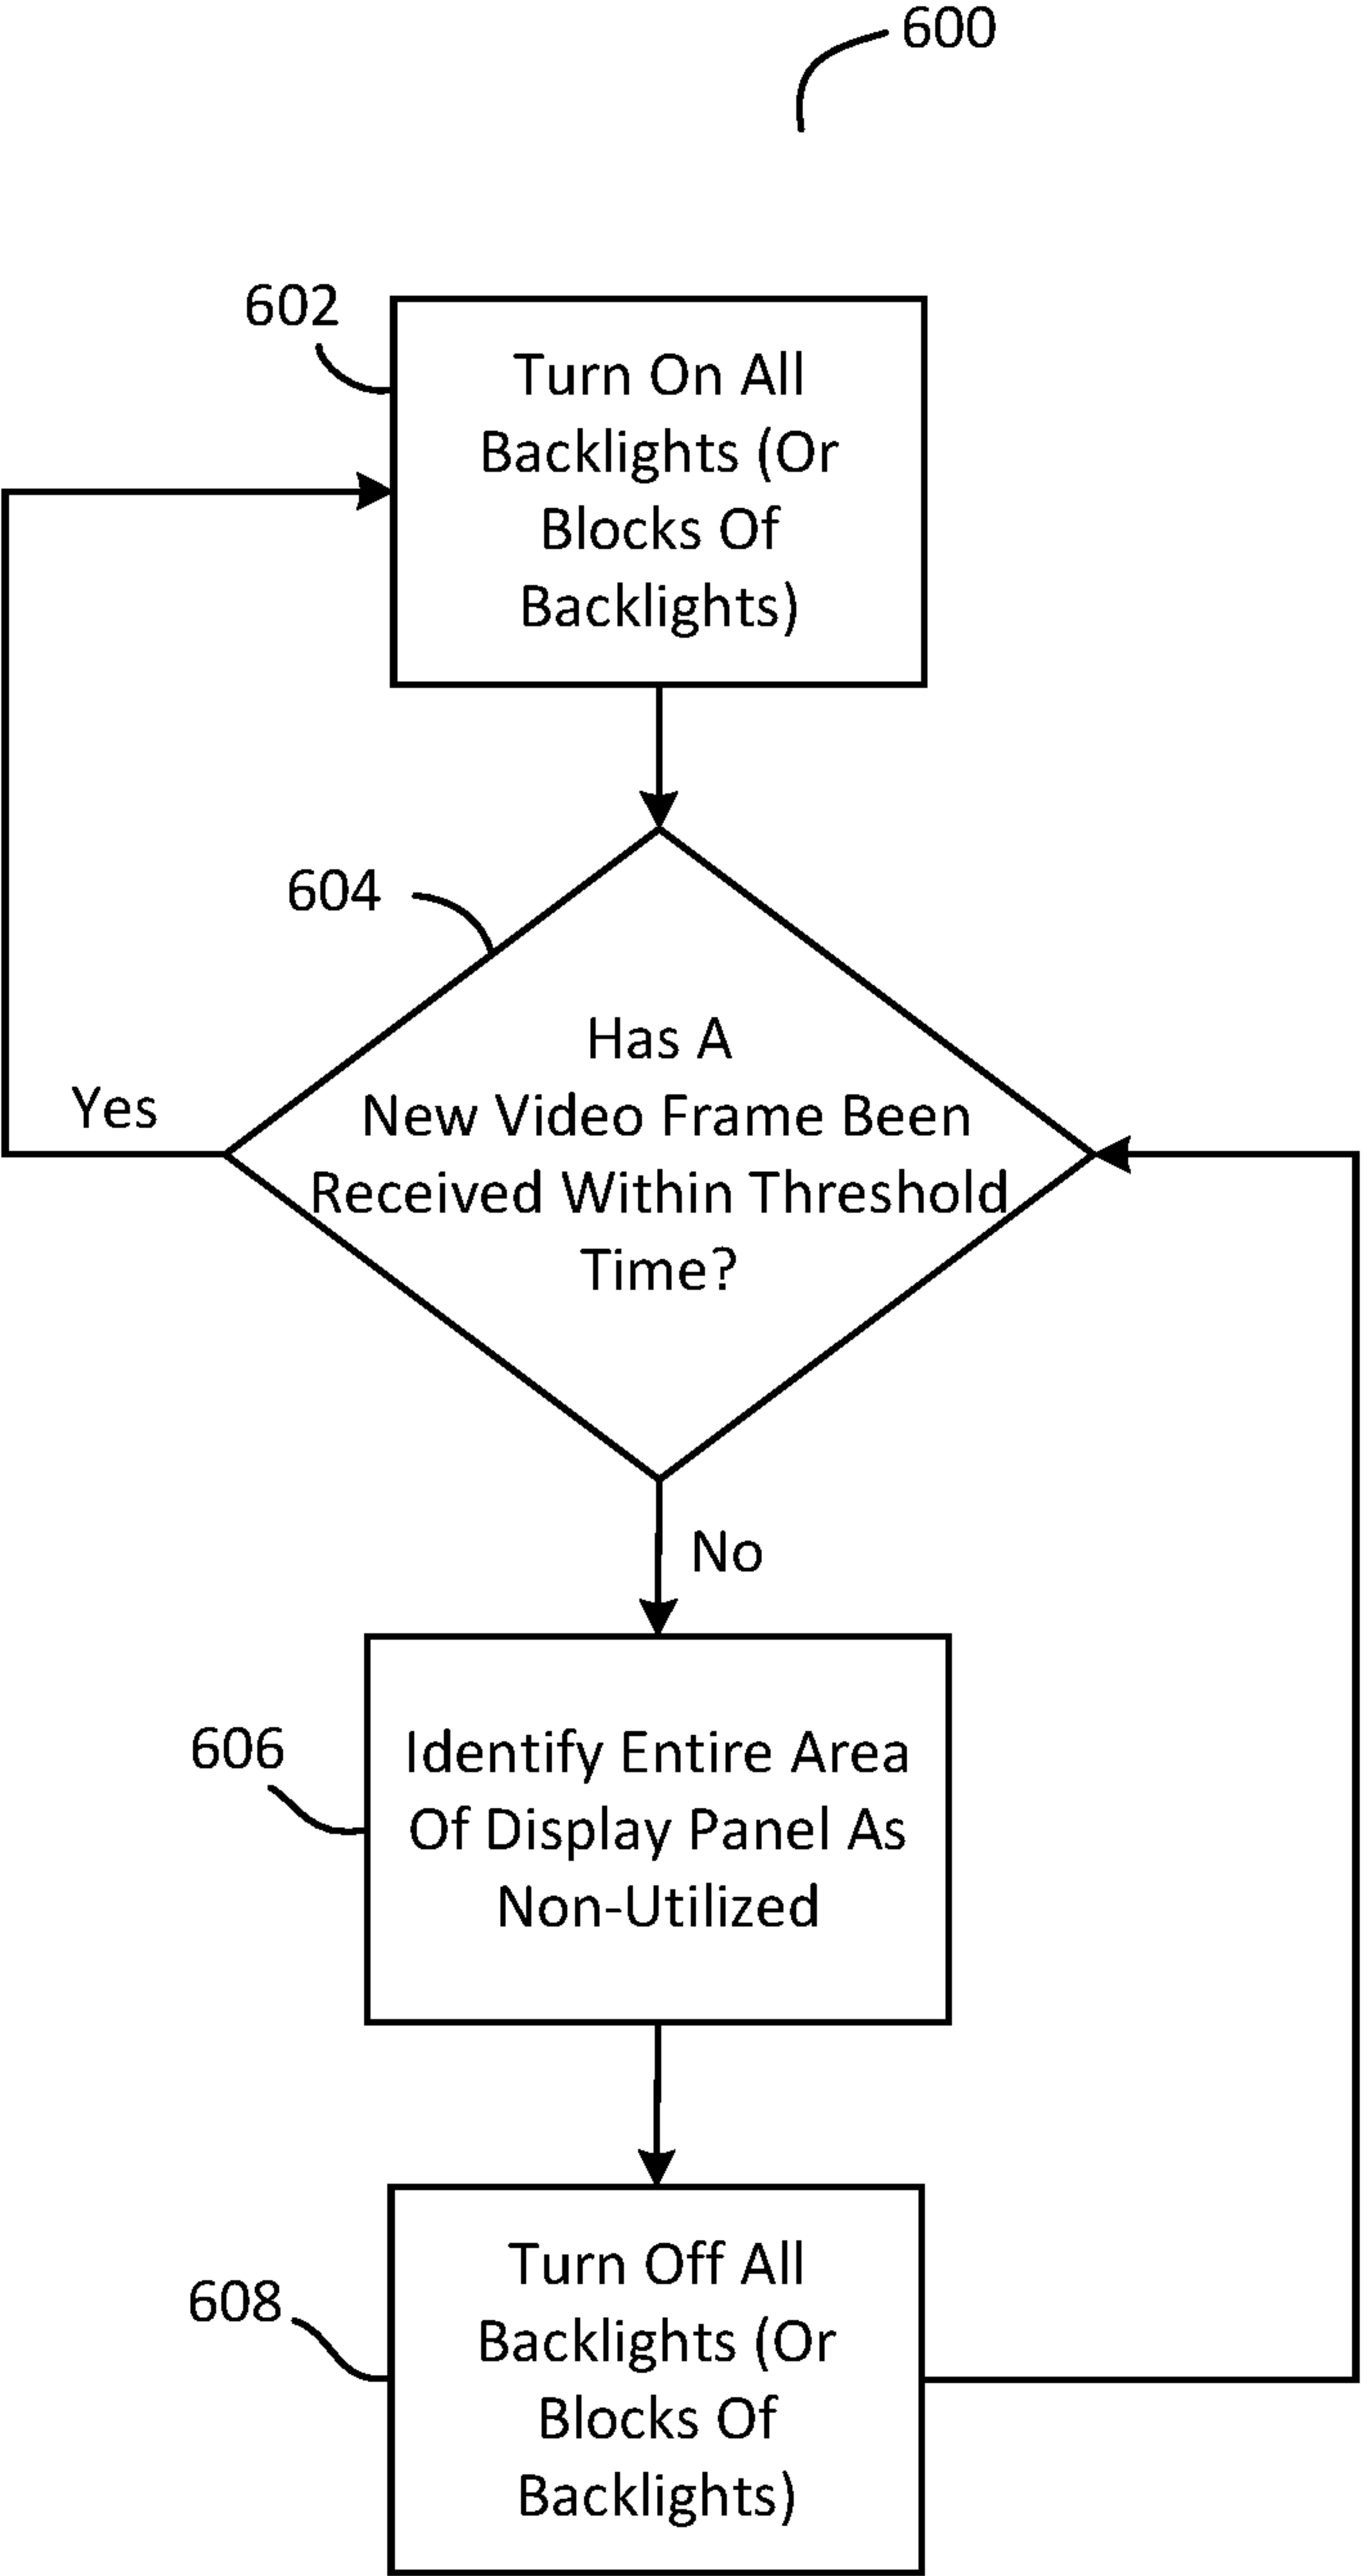 600
602
Turn On All
Backlights (Or
Blocks Of
Backlights)
604
Has A
New Video Frame Been
Received Within Threshold
Time?
Yes
No
606
Identify Entire Area
Of Display Panel As
Non-Utilized
608
Turn Off All
Backlights (Or
Blocks Of
Backlights)